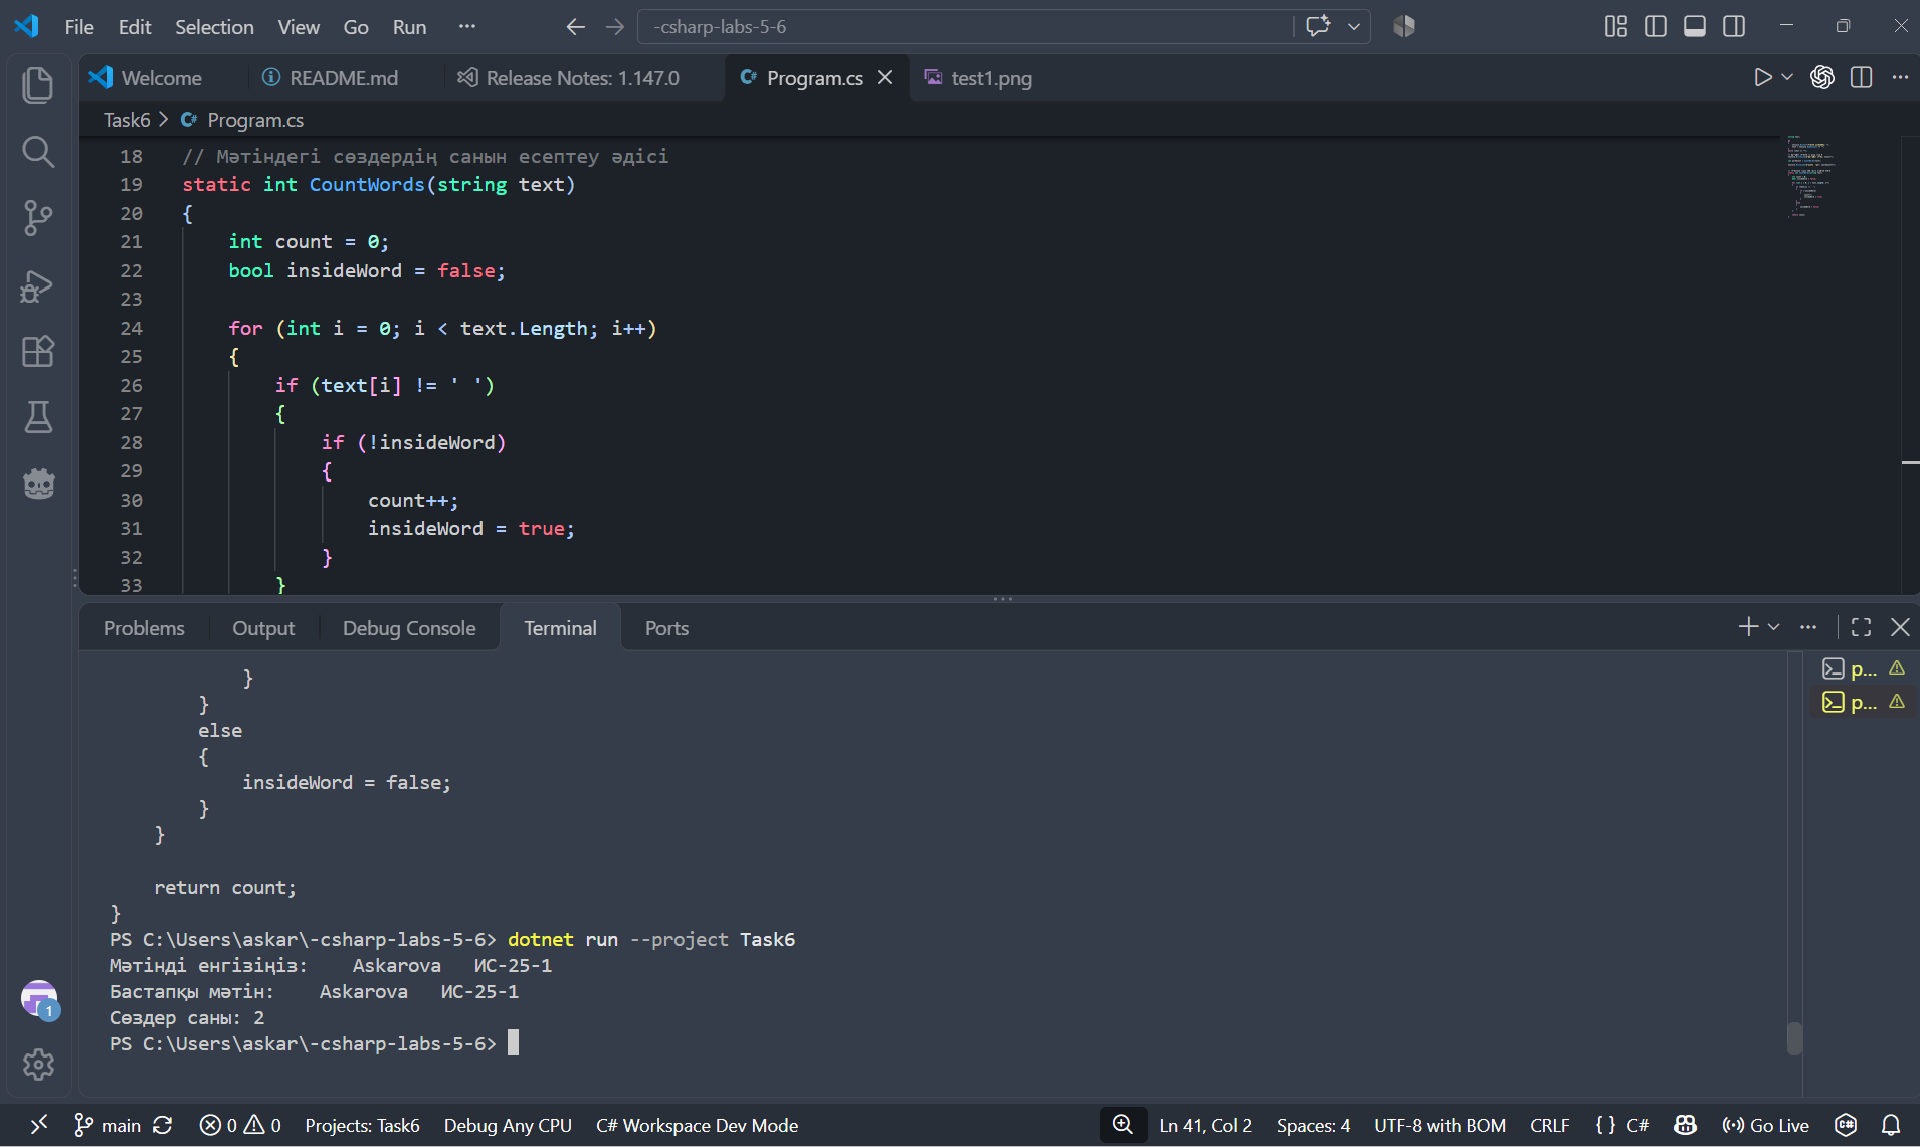 File Edit Selection View Go Run ···
-csharp-labs-5-6
Welcome README.md Release Notes: 1.147.0 Program.cs test1.png
Task6 > Program.cs
18 // Мәтіндегі сөздердің санын есептеу әдісі
19 static int CountWords(string text)
20 {
21 int count = 0;
22 bool insideWord = false;
23
24 for (int i = 0; i < text.Length; i++)
25 {
26 if (text[i] != ' ')
27 {
28 if (!insideWord)
29 {
30 count++;
31 insideWord = true;
32 }
33 }
Problems Output Debug Console Terminal Ports
p...
p...
}
}
else
{
insideWord = false;
}
}
return count;
}
PS C:\Users\askar\-csharp-labs-5-6> dotnet run --project Task6
Мәтінді енгізіңіз:    Askarova   ИС-25-1
Бастапқы мәтін:    Askarova   ИС-25-1
Сөздер саны: 2
PS C:\Users\askar\-csharp-labs-5-6>
1
main 0 0 Projects: Task6 Debug Any CPU C# Workspace Dev Mode Ln 41, Col 2 Spaces: 4 UTF-8 with BOM CRLF { } C# Go Live